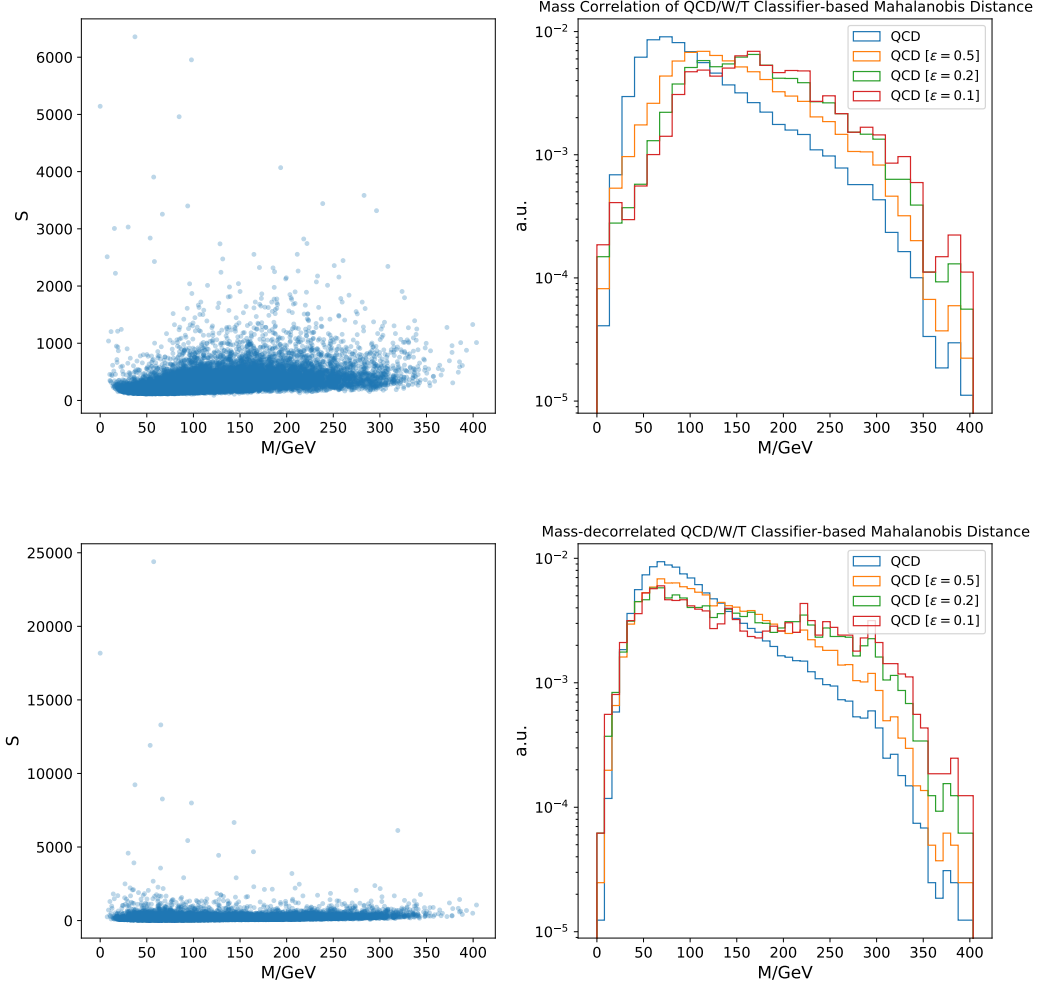 Mass Correlation of QCD/W/T Classifier-based Mahalanobis Distance
S
6000
5000
4000
3000
2000
1000
0
0 50 100 150 200 250 300 350 400
M/GeV
a.u.
10⁻²
10⁻³
10⁻⁴
10⁻⁵
QCD
QCD [ε = 0.5]
QCD [ε = 0.2]
QCD [ε = 0.1]
0 50 100 150 200 250 300 350 400
M/GeV
Mass-decorrelated QCD/W/T Classifier-based Mahalanobis Distance
S
25000
20000
15000
10000
5000
0
0 50 100 150 200 250 300 350 400
M/GeV
a.u.
10⁻²
10⁻³
10⁻⁴
10⁻⁵
QCD
QCD [ε = 0.5]
QCD [ε = 0.2]
QCD [ε = 0.1]
0 50 100 150 200 250 300 350 400
M/GeV